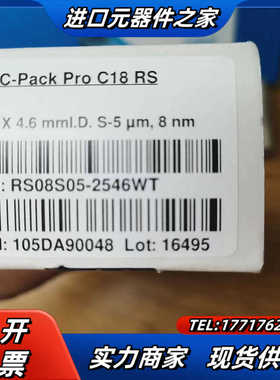 进口元器件之家
C-Pack Pro C18 RS
X 4.6 mmI.D. S-5 µm, 8 nm
: RS08S05-2546WT
: 105DA90048 Lot: 16495
开
票
TEL:1771762
实力商家 现货供